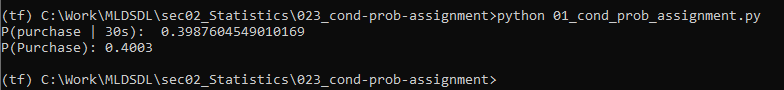 (tf) C:\Work\MLDSDL\sec02_Statistics\023_cond-prob-assignment>python 01_cond_prob_assignment.py
P(purchase | 30s):  0.3987604549010169
P(Purchase): 0.4003
(tf) C:\Work\MLDSDL\sec02_Statistics\023_cond-prob-assignment>